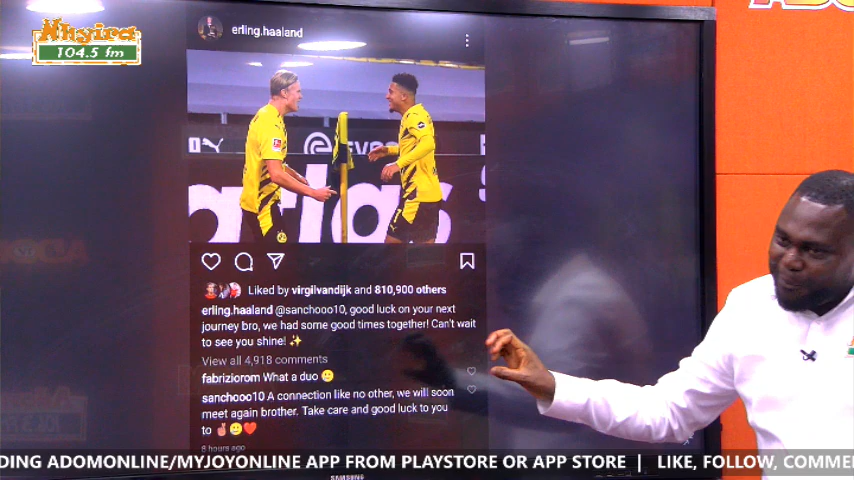 Nhyira
104.5 fm
erling.haaland
Liked by virgilvandijk and 810,900 others
erling.haaland @sanchooo10, good luck on your next
journey bro, we had some good times together! Can't wait
to see you shine! ✨
View all 4,918 comments
fabriziorom What a duo 🥲
sanchooo10 A connection like no other, we will soon
meet again brother. Take care and good luck to you
to ✌🏽🥲❤️
8 hours ago
SAMSUNG
DING ADOMONLINE/MYJOYONLINE APP FROM PLAYSTORE OR APP STORE | LIKE, FOLLOW, COMME